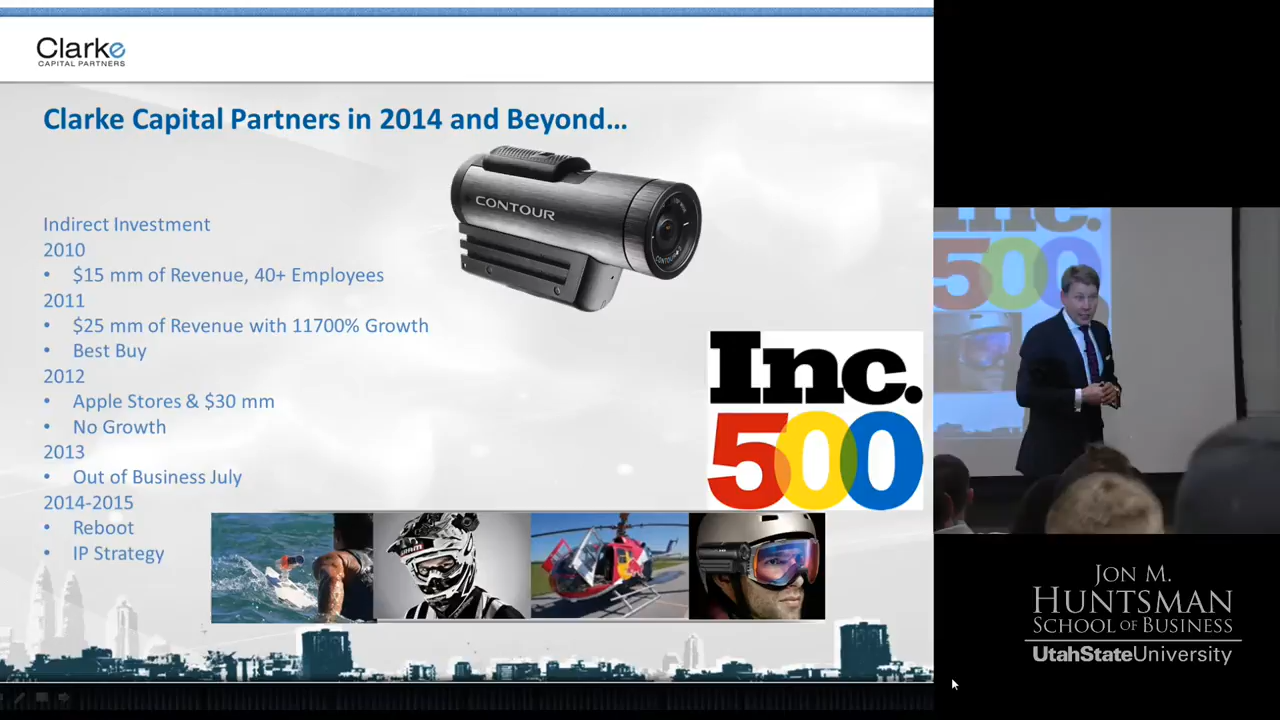 Clarke
CAPITAL PARTNERS
Clarke Capital Partners in 2014 and Beyond…
CONTOUR
Indirect Investment
2010
• $15 mm of Revenue, 40+ Employees
2011
• $25 mm of Revenue with 11700% Growth
• Best Buy
2012
• Apple Stores & $30 mm
• No Growth
2013
• Out of Business July
2014-2015
• Reboot
• IP Strategy
Inc.
500
Inc.
500
JON M.
HUNTSMAN
SCHOOL OF BUSINESS
UtahStateUniversity